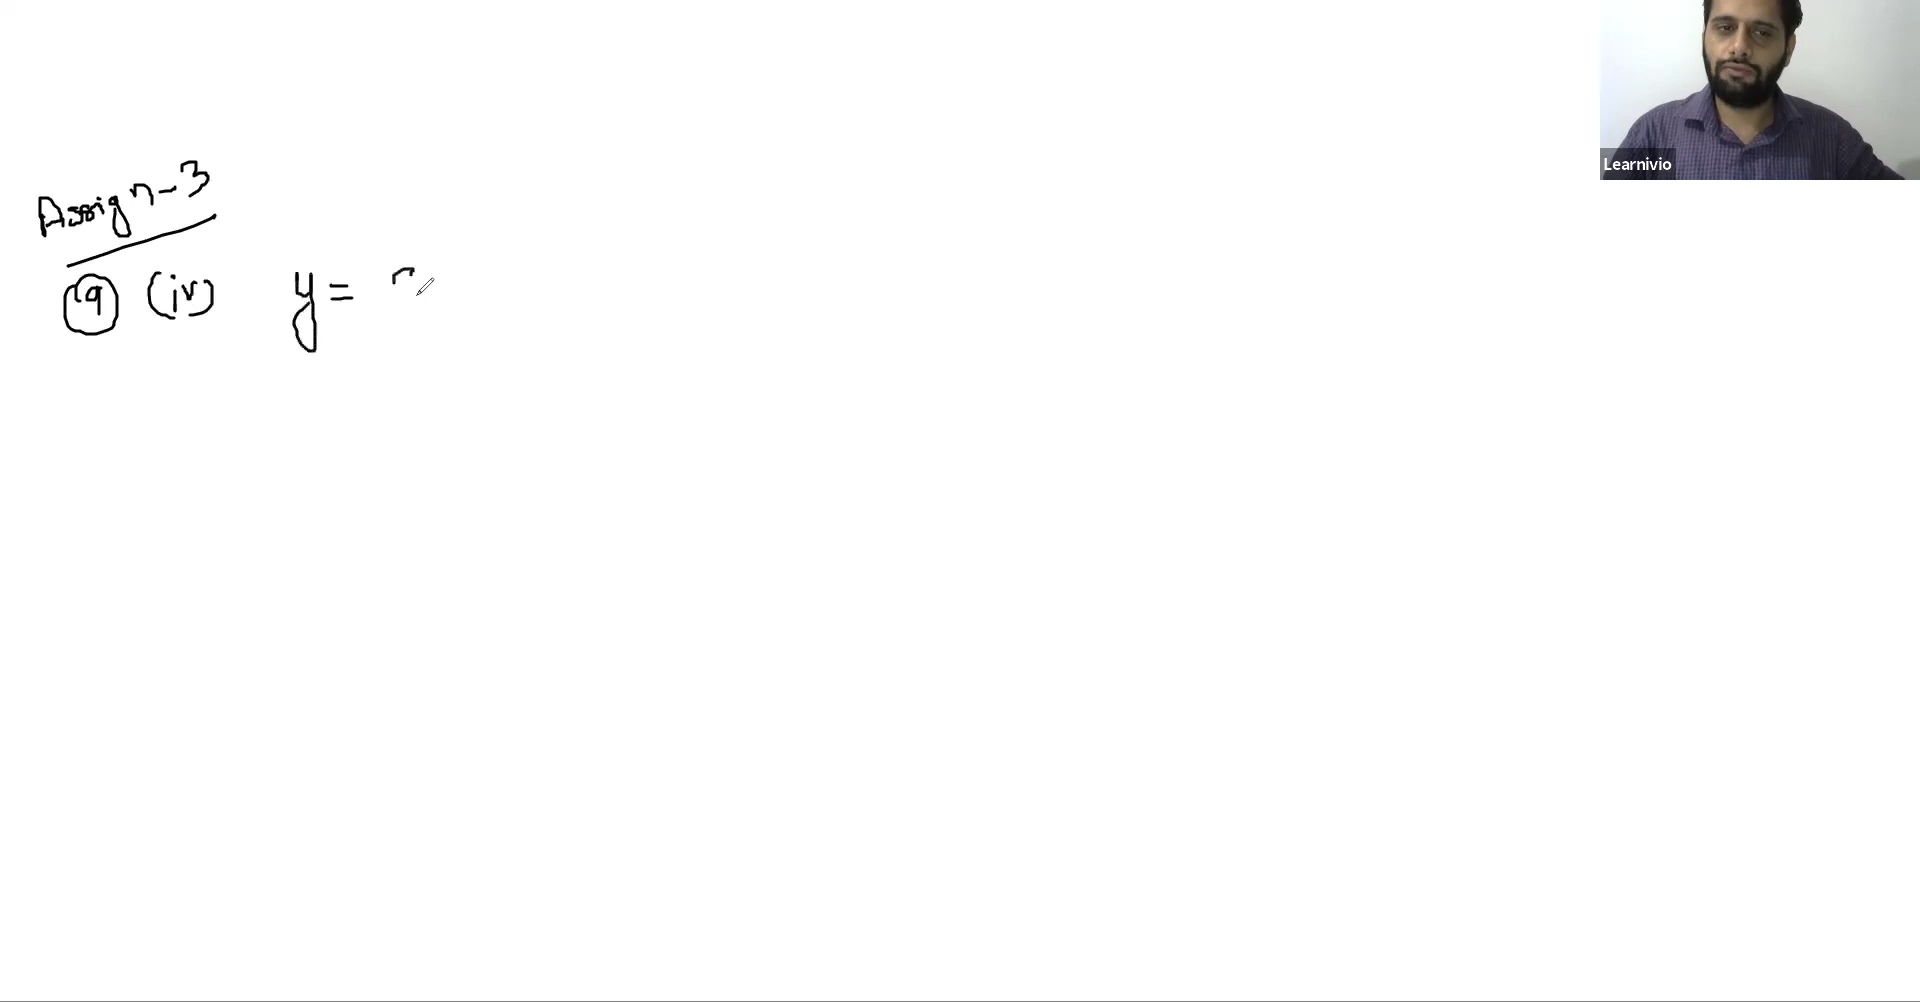 Assign-3
9 (iv) y =
Learnivio